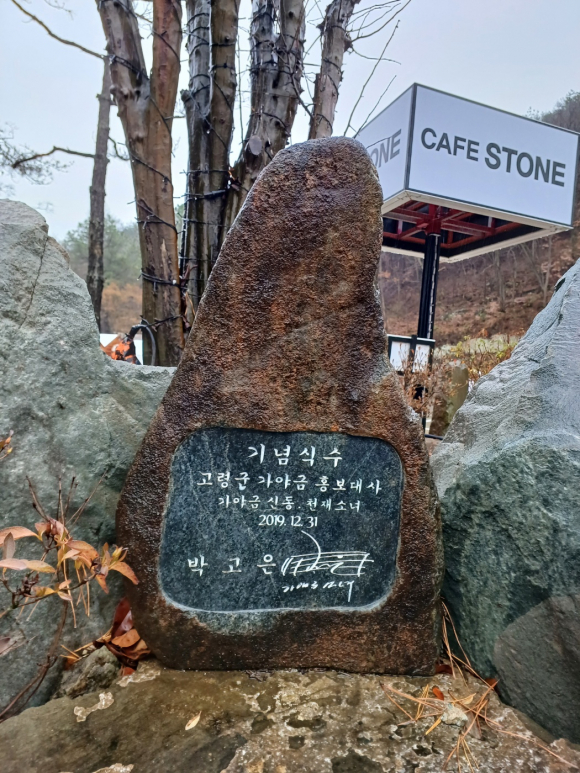 CAFE STONE
ONE
기념식수
고령군 가야금 홍보대사
가야금 신동. 천재소녀
2019. 12. 31
박 고 은